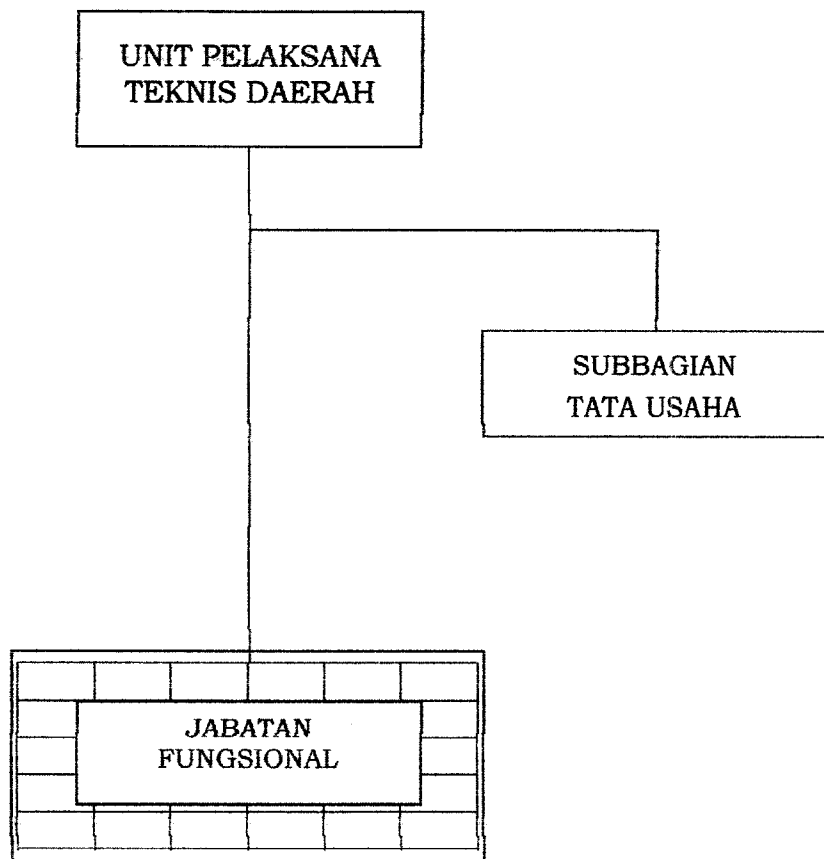 UNIT PELAKSANA
TEKNIS DAERAH
SUBBAGIAN
TATA USAHA
JABATAN
FUNGSIONAL